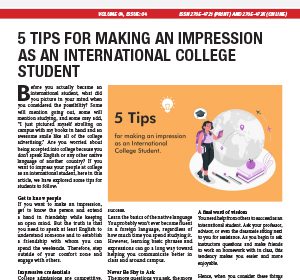 VOLUME 04, ISSUE: 04
ISSN 2795-4721 (PRINT) AND 2795-4728 (ONLINE)
5 TIPS FOR MAKING AN IMPRESSION
AS AN INTERNATIONAL COLLEGE
STUDENT
Before you actually become an
international student, what did
you picture in your mind when
you considered the possibility? Some
will mention going out, some will
mention studying, and some may add,
"I just pictured myself strolling on
campus with my books in hand and an
awesome smile like all of the college
advertising." Are you worried about
being accepted into college because you
don't speak English or any other native
language of another country? If you
want to impress your people at college
as an international student, here in this
article, we have explored some tips for
students to follow.
Get to know people
If you want to make an impression,
get to know the person and extend
a hand in friendship while keeping
an open mind. But the truth is that
you need to speak at least English to
understand someone and to establish
a friendship with whom you can
spend the weekends. Therefore, step
outside of your comfort zone and
engage with others.
Impressive credentials
College admissions are competitive,
5 Tips
for making an impression
as an International
College Student.
success.
Learn the basics of the native language
You probably won't ever become fluent
in a foreign language, regardless of
how much time you spend studying it.
However, learning basic phrases and
expressions can go a long way toward
helping you communicate better in
class and around campus.
Never Be Shy to Ask
The more questions you ask, the more
A final word of wisdom
You need help from others to succeed as an
international student. Ask your professor,
advisor, or even the classmate sitting next
to you for assistance. As you begin to ask
instructors questions and make friends
to work on homework with in class, this
tendency makes you easier and more
enjoyable.
Hence, when you consider these things